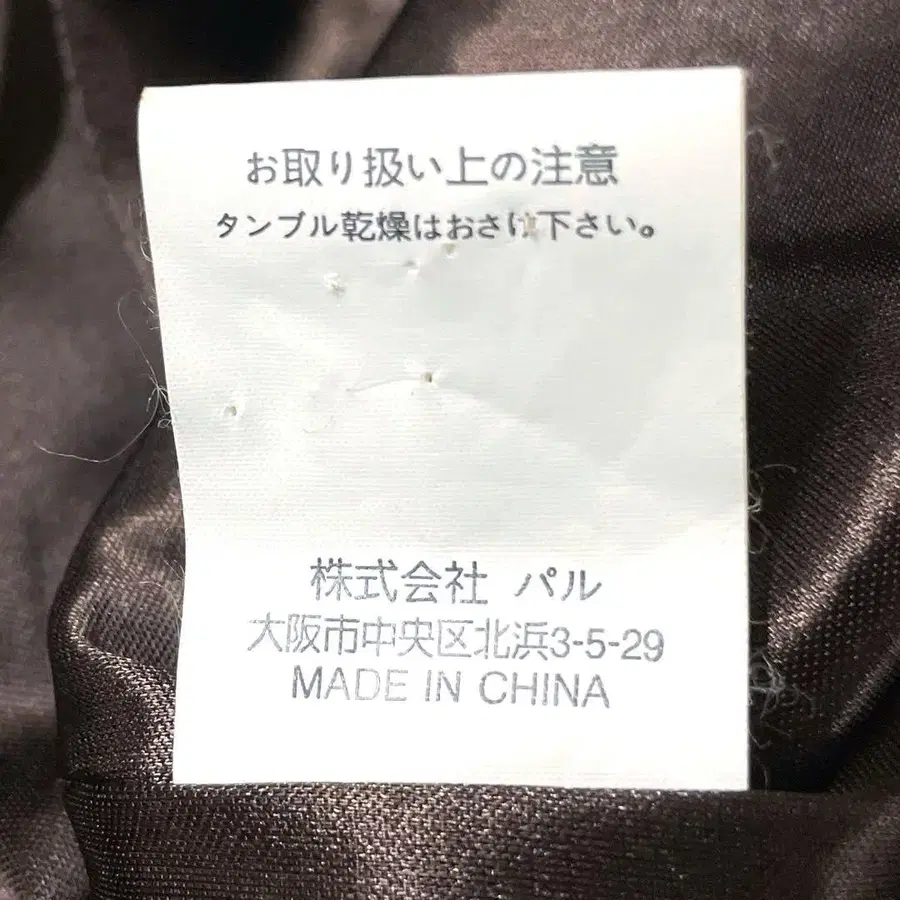 お取り扱い上の注意
タンブル乾燥はおさけ下さい。
株式会社 パル
大阪市中央区北浜3-5-29
MADE IN CHINA